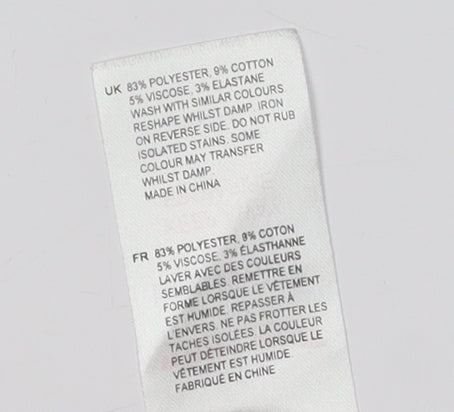 UK 83% POLYESTER, 9% COTTON
5% VISCOSE, 3% ELASTANE
WASH WITH SIMILAR COLOURS
RESHAPE WHILST DAMP. IRON
ON REVERSE SIDE. DO NOT RUB
ISOLATED STAINS. SOME
COLOUR MAY TRANSFER
WHILST DAMP.
MADE IN CHINA
FR 83% POLYESTER, 9% COTON
5% VISCOSE, 3% ÉLASTHANNE
LAVER AVEC DES COULEURS
SEMBLABLES. REMETTRE EN
FORME LORSQUE LE VÊTEMENT
EST HUMIDE. REPASSER À
L'ENVERS. NE PAS FROTTER LES
TACHES ISOLÉES. LA COULEUR
PEUT DÉTEINDRE LORSQUE LE
VÊTEMENT EST HUMIDE.
FABRIQUÉ EN CHINE